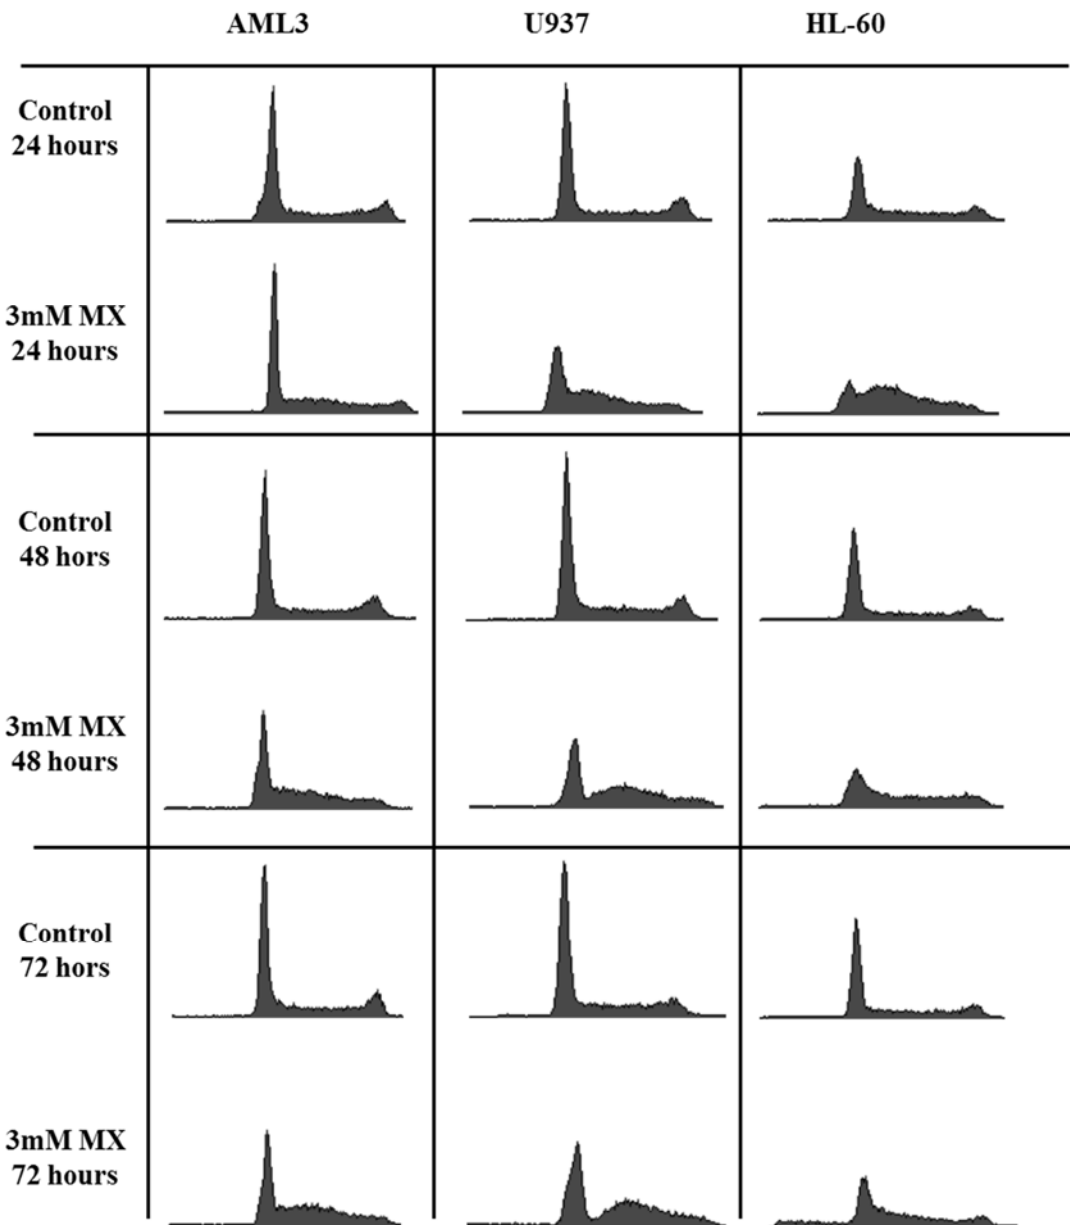 AML3 U937 HL-60
Control
24 hours
3mM MX
24 hours
Control
48 hors
3mM MX
48 hours
Control
72 hors
3mM MX
72 hours